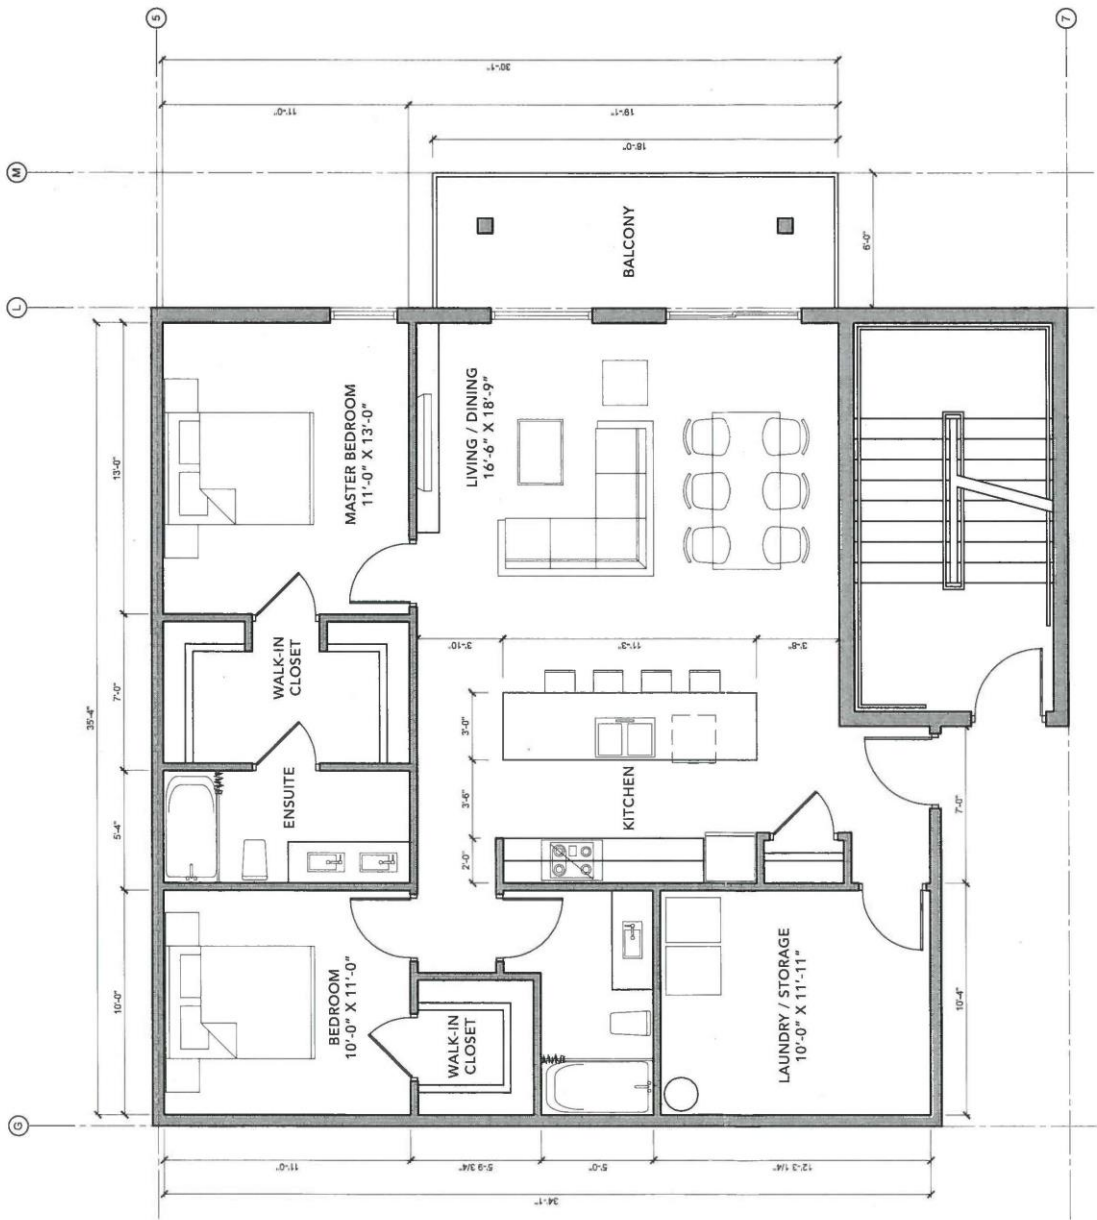 5
7
30'-1"
11'-0"
19'-1"
18'-0"
M
BALCONY
6'-0"
L
35'-4"
13'-0"
MASTER BEDROOM
11'-0" X 13'-0"
LIVING / DINING
16'-6" X 18'-9"
7'-0"
WALK-IN
CLOSET
3'-10"
11'-3"
3'-8"
3'-0"
5'-4"
ENSUITE
3'-6"
KITCHEN
2'-0"
7'-0"
10'-0"
BEDROOM
10'-0" X 11'-0"
WALK-IN
CLOSET
LAUNDRY / STORAGE
10'-0" X 11'-11"
10'-4"
G
11'-0"
5'-9 3/4"
5'-0"
12'-3 1/4"
34'-1"